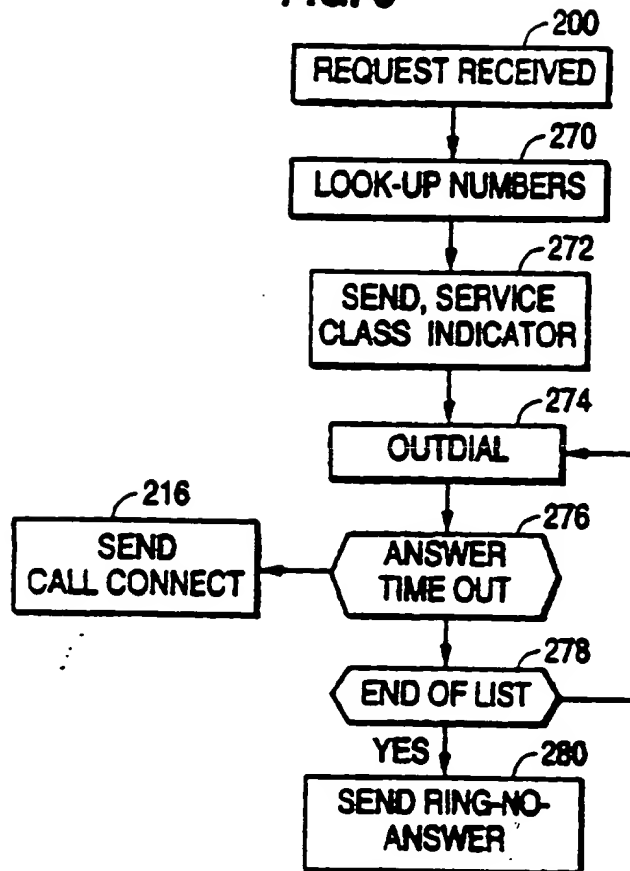 200
REQUEST RECEIVED
270
LOOK-UP NUMBERS
272
SEND, SERVICE
CLASS INDICATOR
274
OUTDIAL
216
SEND
CALL CONNECT
276
ANSWER
TIME OUT
278
END OF LIST
YES
280
SEND RING-NO-
ANSWER